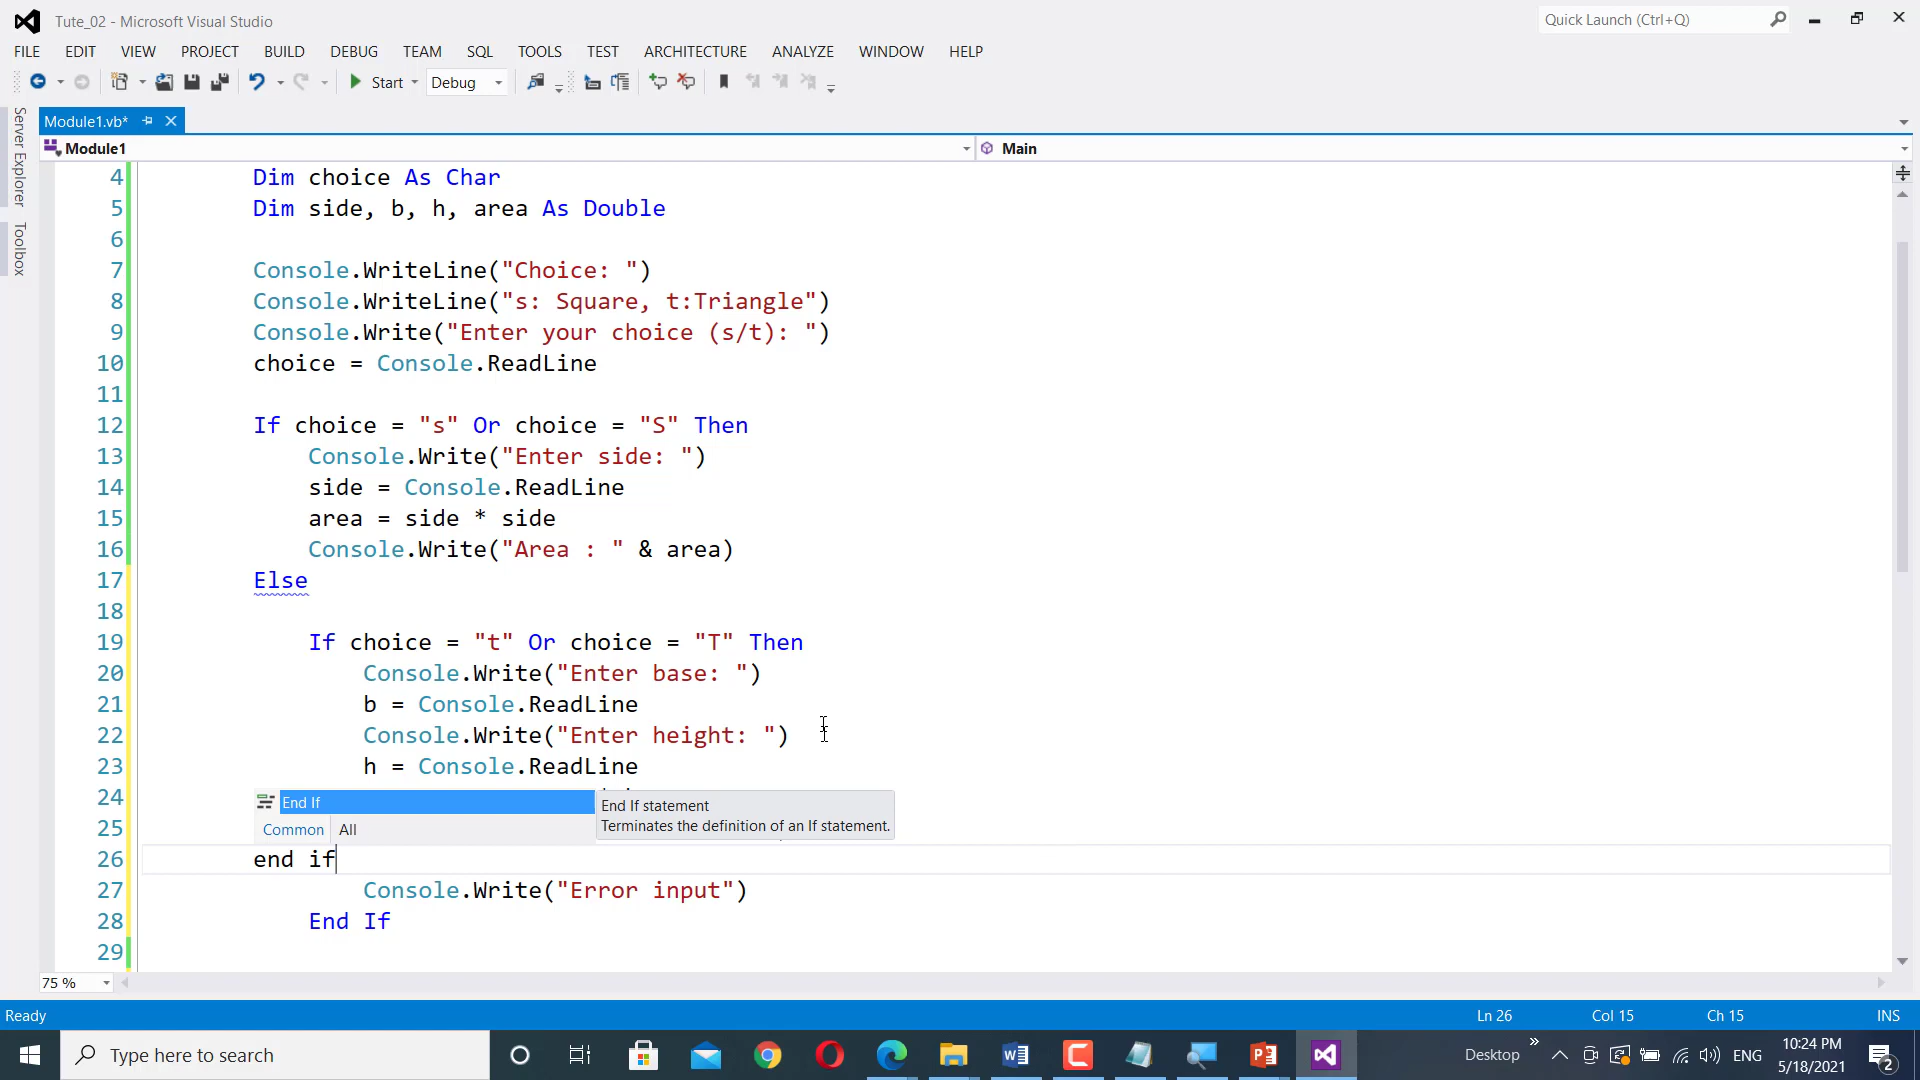 Tute_02 - Microsoft Visual Studio
Quick Launch (Ctrl+Q)
FILE EDIT VIEW PROJECT BUILD DEBUG TEAM SQL TOOLS TEST ARCHITECTURE ANALYZE WINDOW HELP
Start Debug
Server Explorer
Toolbox
Module1.vb*
Module1
Main
4 Dim choice As Char
5 Dim side, b, h, area As Double
6
7 Console.WriteLine("Choice: ")
8 Console.WriteLine("s: Square, t:Triangle")
9 Console.Write("Enter your choice (s/t): ")
10 choice = Console.ReadLine
11
12 If choice = "s" Or choice = "S" Then
13 Console.Write("Enter side: ")
14 side = Console.ReadLine
15 area = side * side
16 Console.Write("Area : " & area)
17 Else
18
19 If choice = "t" Or choice = "T" Then
20 Console.Write("Enter base: ")
21 b = Console.ReadLine
22 Console.Write("Enter height: ")
23 h = Console.ReadLine
24
End If
End If statement
Terminates the definition of an If statement.
Common All
25
26 end if
27 Console.Write("Error input")
28 End If
29
75 %
Ready
Ln 26 Col 15 Ch 15 INS
Type here to search
Desktop
ENG
10:24 PM
5/18/2021
2